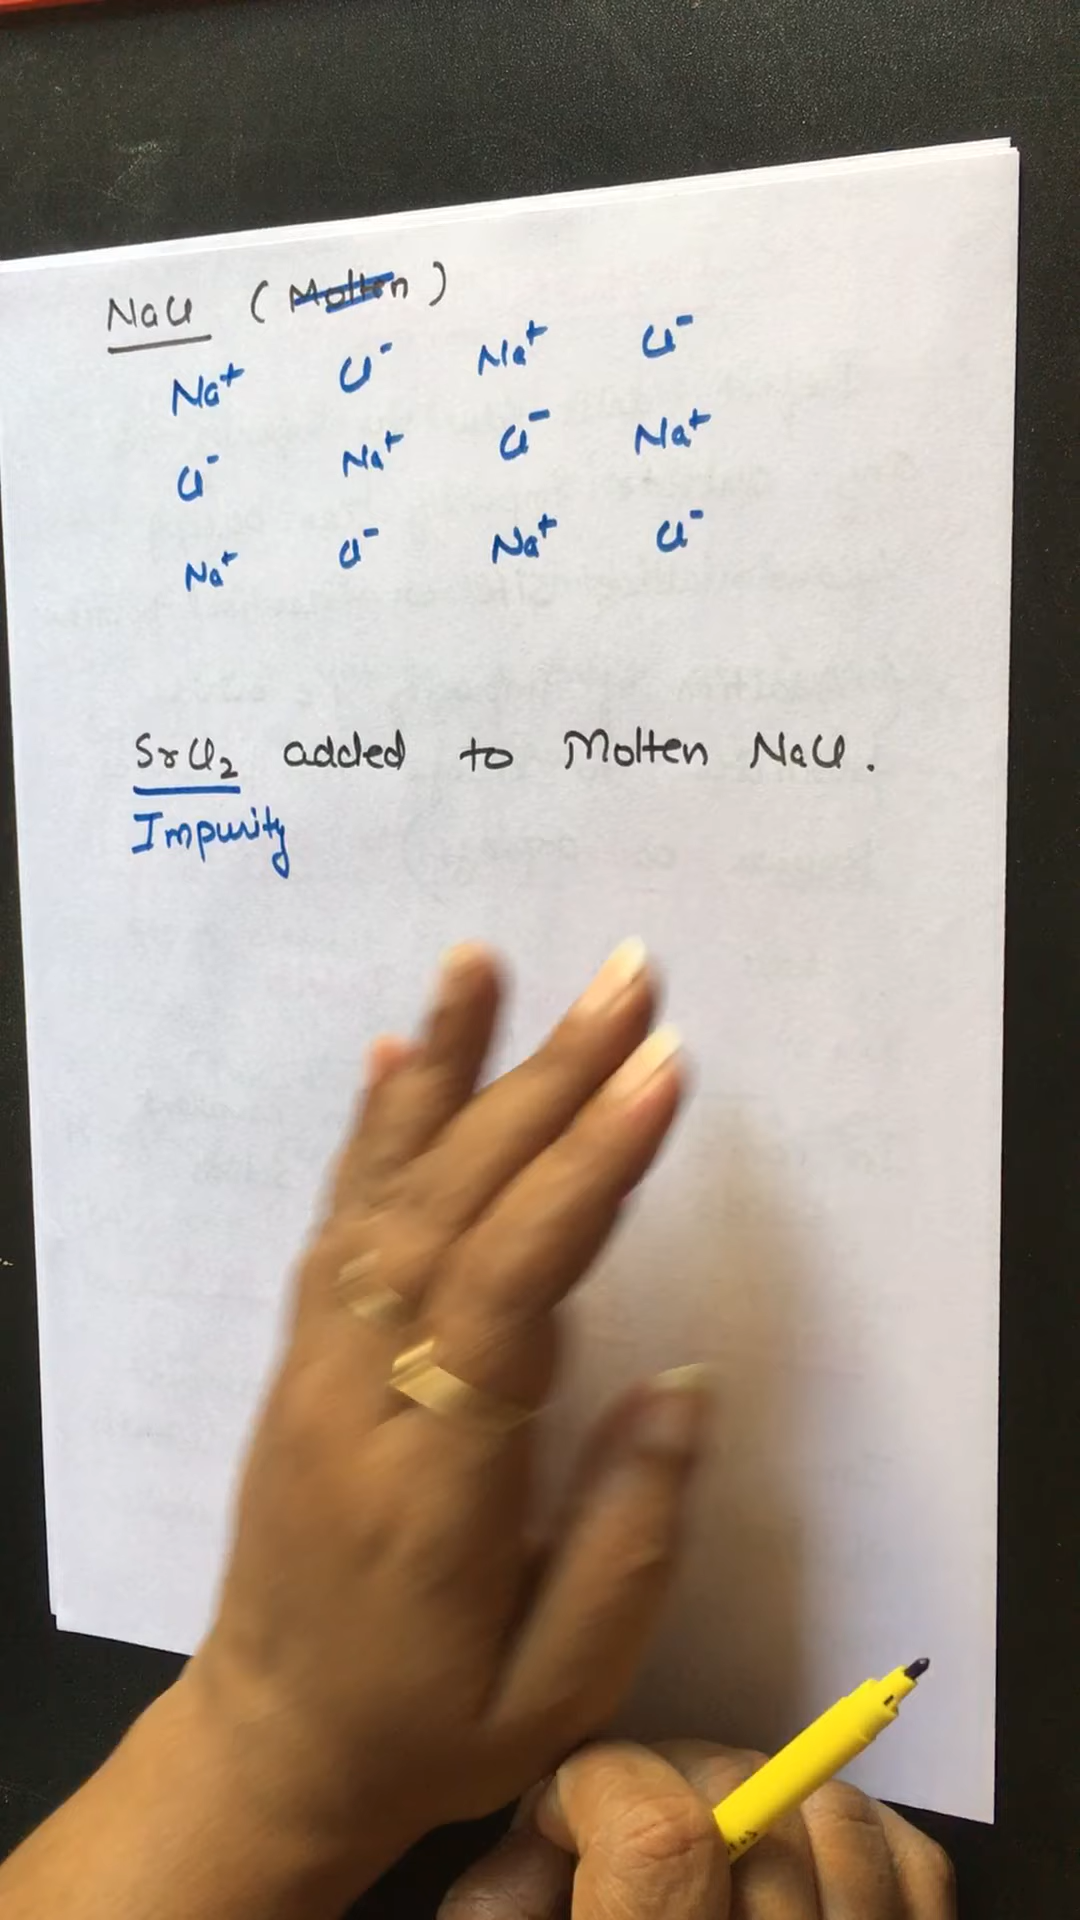 NaCl (Molten)
Na⁺ Cl⁻ Na⁺ Cl⁻
Cl⁻ Na⁺ Cl⁻ Na⁺
Na⁺ Cl⁻ Na⁺ Cl⁻
SrCl₂ added to Molten NaCl.
Impurity